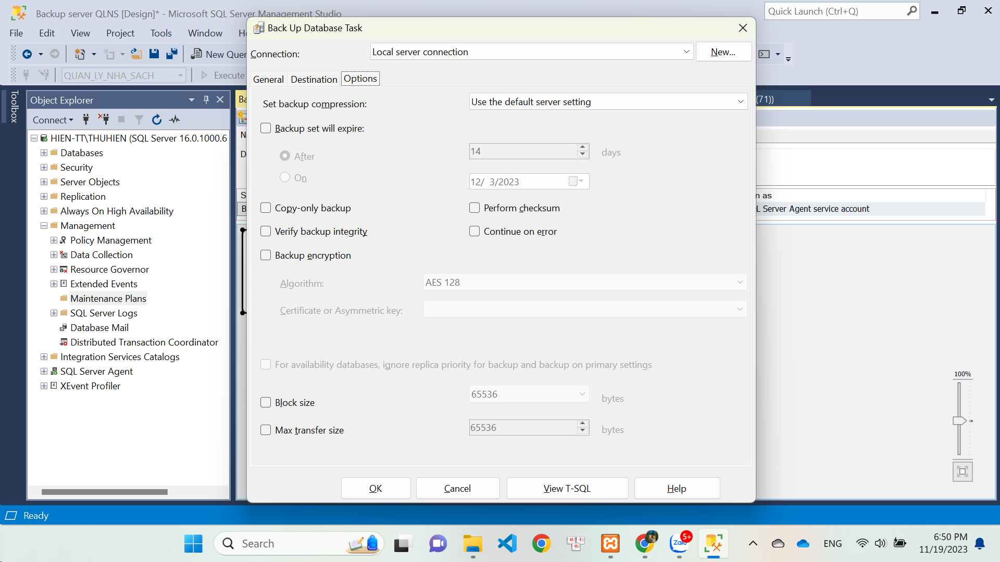 Backup server QLNS [Design]* - Microsoft SQL Server Management Studio
Quick Launch (Ctrl+Q)
File Edit View Project Tools Window He
New Quer
QUAN_LY_NHA_SACH
Execute
Toolbox
Object Explorer
Connect
HIEN-TT\THUHIEN (SQL Server 16.0.1000.6
Databases
Security
Server Objects
Replication
Always On High Availability
Management
Policy Management
Data Collection
Resource Governor
Extended Events
Maintenance Plans
SQL Server Logs
Database Mail
Distributed Transaction Coordinator
Integration Services Catalogs
SQL Server Agent
XEvent Profiler
Ba
N
D
S
B
Back Up Database Task
Connection:
Local server connection
New...
General Destination Options
Set backup compression:
Use the default server setting
Backup set will expire:
After
14
days
On
12/ 3/2023
Copy-only backup
Perform checksum
Verify backup integrity
Continue on error
Backup encryption
Algorithm:
AES 128
Certificate or Asymmetric key:
For availability databases, ignore replica priority for backup and backup on primary settings
Block size
65536
bytes
Max transfer size
65536
bytes
OK
Cancel
View T-SQL
Help
(71))
n as
L Server Agent service account
100%
Ready
Search
Zalo
5+
ENG
6:50 PM
11/19/2023